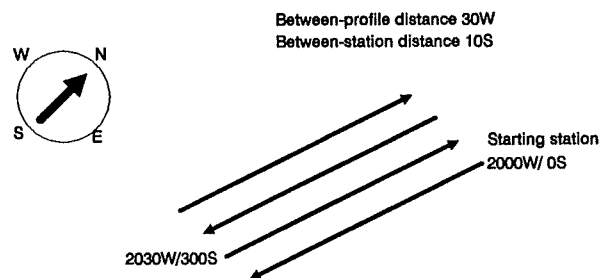 Between-profile distance 30W
Between-station distance 10S
W N
S E
Starting station
2000W/ 0S
2030W/300S